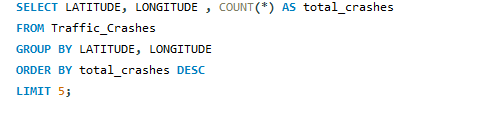 SELECT LATITUDE, LONGITUDE , COUNT(*) AS total_crashes
FROM Traffic_Crashes
GROUP BY LATITUDE, LONGITUDE
ORDER BY total_crashes DESC
LIMIT 5;